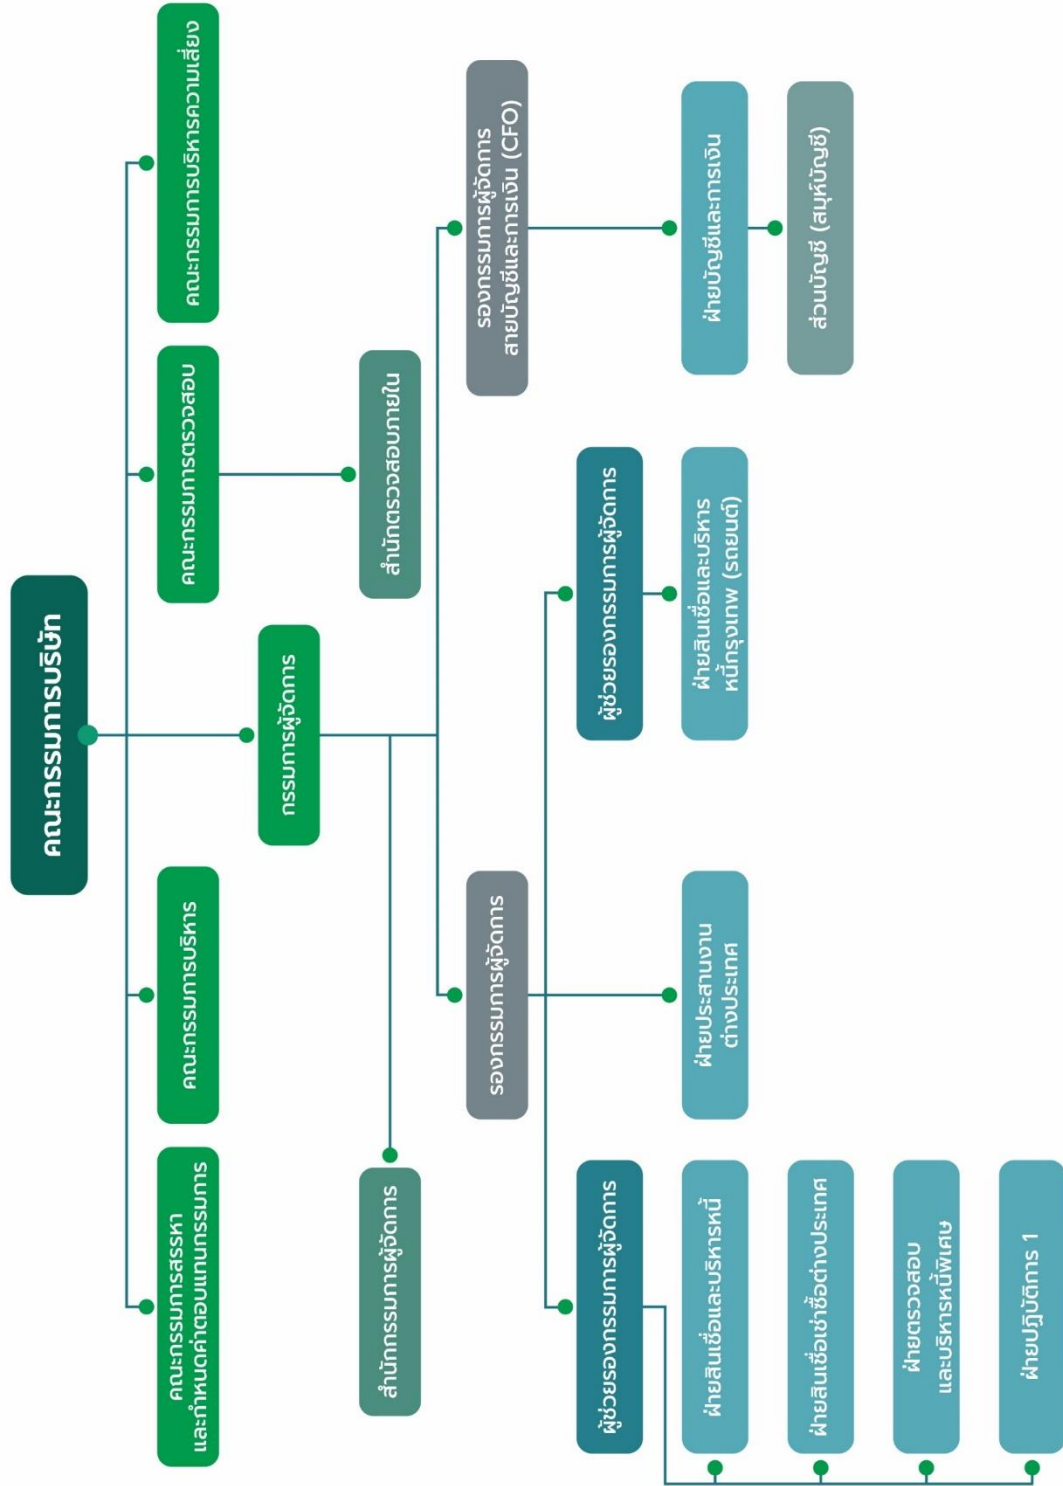 คณะกรรมการบริษัท
คณะกรรมการสรรหา
และกำหนดค่าตอบแทนกรรมการ
คณะกรรมการบริหาร
คณะกรรมการตรวจสอบ
คณะกรรมการบริหารความเสี่ยง
กรรมการผู้จัดการ
สำนักกรรมการผู้จัดการ
สำนักตรวจสอบภายใน
รองกรรมการผู้จัดการ
รองกรรมการผู้จัดการ
สายบัญชีและการเงิน (CFO)
ผู้ช่วยรองกรรมการผู้จัดการ
ผู้ช่วยรองกรรมการผู้จัดการ
ฝ่ายสินเชื่อและบริหารหนี้
ฝ่ายประสานงาน
ต่างประเทศ
ฝ่ายสินเชื่อและบริหาร
หนี้กรุงเทพ (รถยนต์)
ฝ่ายบัญชีและการเงิน
ฝ่ายสินเชื่อเช่าซื้อต่างประเทศ
ส่วนบัญชี (สมุห์บัญชี)
ฝ่ายตรวจสอบ
และบริหารหนี้พิเศษ
ฝ่ายปฏิบัติการ 1